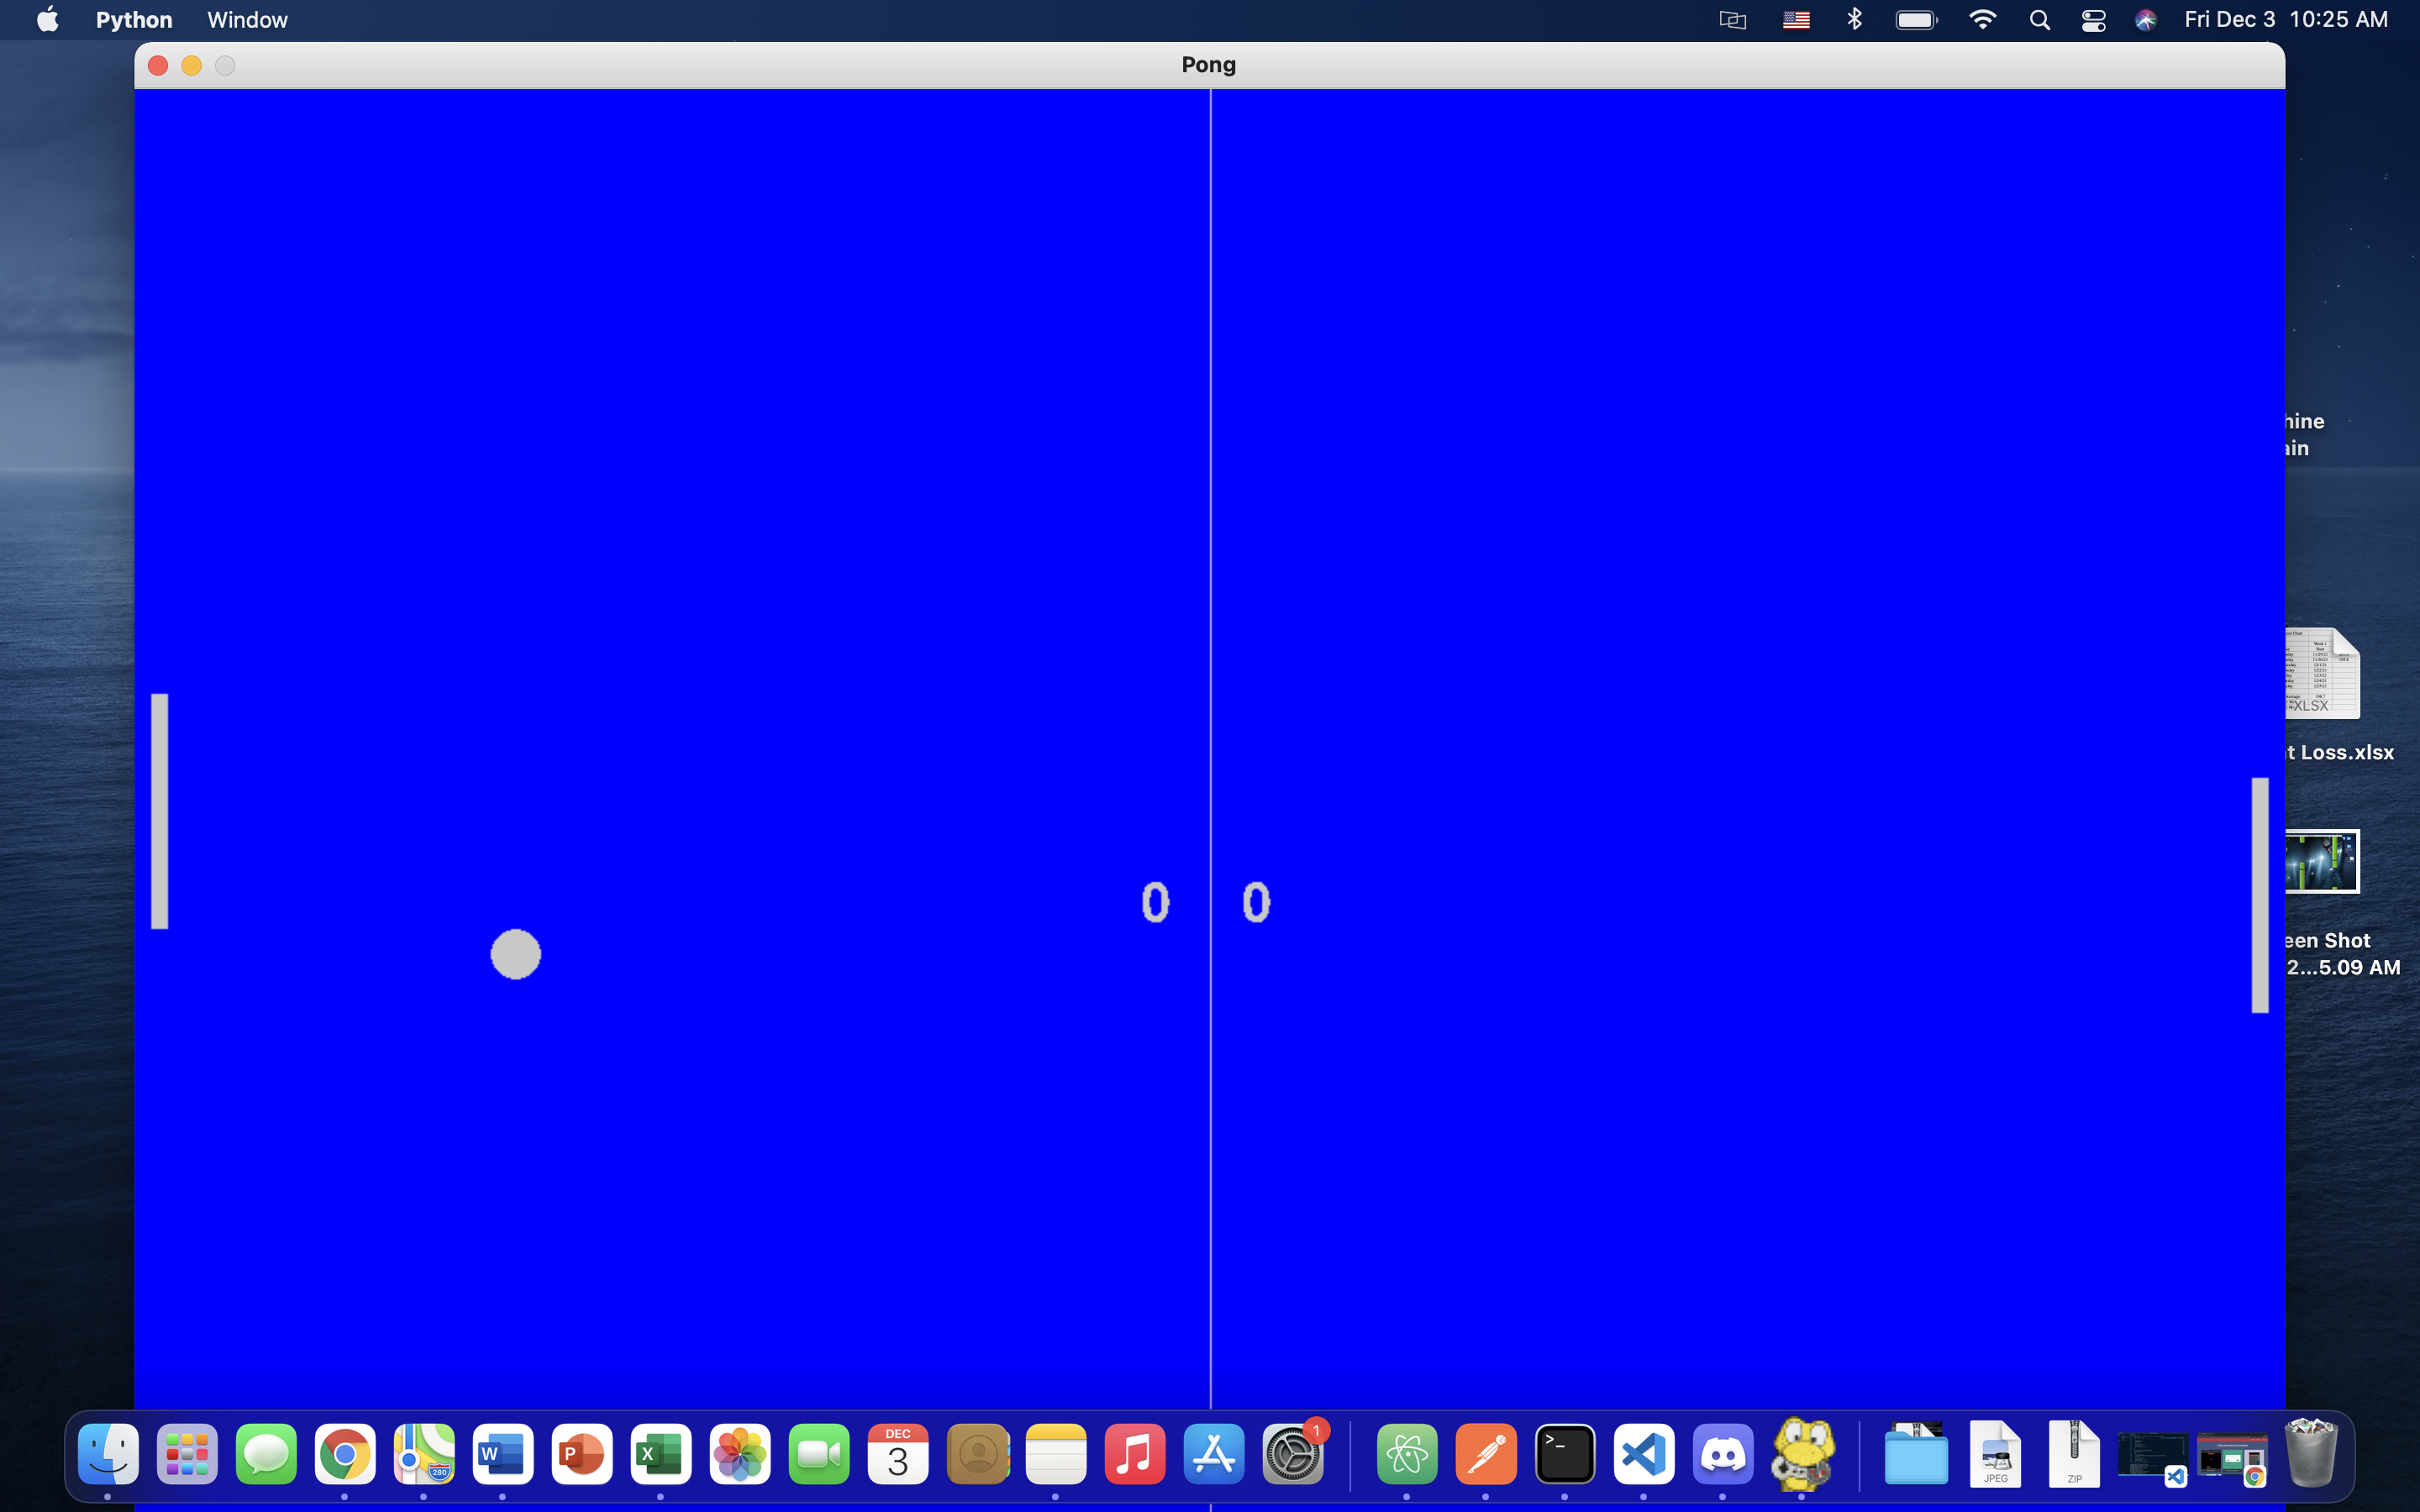 Python Window Fri Dec 3 10:25 AM
Pong
hine
ain
XLSX
t Loss.xlsx
0 0
een Shot
2...5.09 AM
W P X DEC 3 280 1 >_ JPEG ZIP